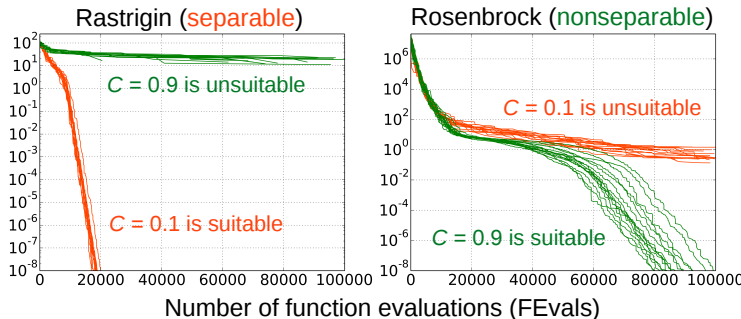 Rastrigin (separable)
10^2
10^1
10^0
10^-1
10^-2
10^-3
10^-4
10^-5
10^-6
10^-7
10^-8
C = 0.9 is unsuitable
C = 0.1 is suitable
0 20000 40000 60000 80000 100000
Rosenbrock (nonseparable)
10^6
10^4
10^2
10^0
10^-2
10^-4
10^-6
10^-8
C = 0.1 is unsuitable
C = 0.9 is suitable
0 20000 40000 60000 80000 100000
Number of function evaluations (FEvals)